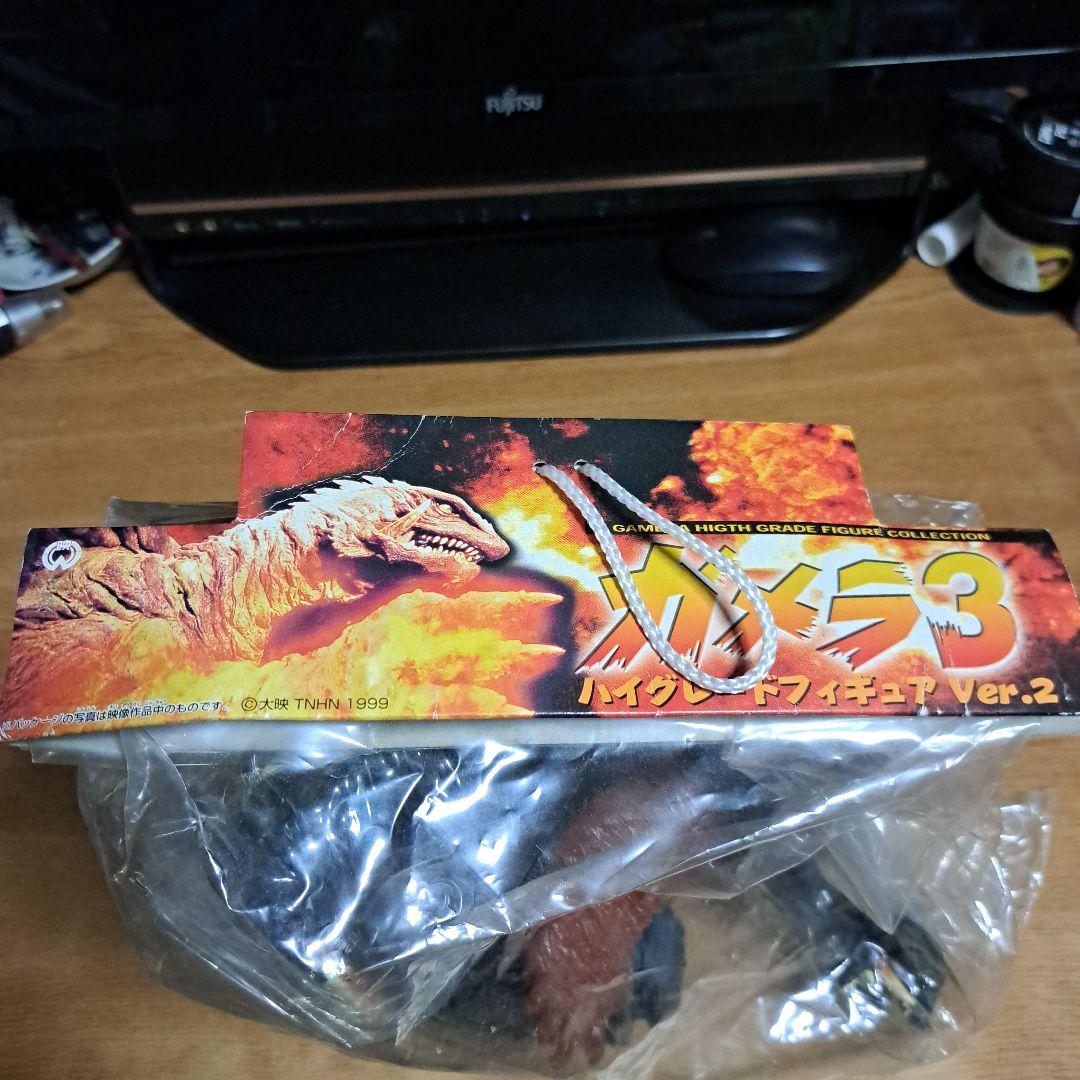 FUJITSU
GAMERA HIGTH GRADE FIGURE COLLECTION
ガメラ3
ハイグレードフィギュア Ver.2
©大映 TNHN 1999
※パッケージの写真は映像作品中のものです。